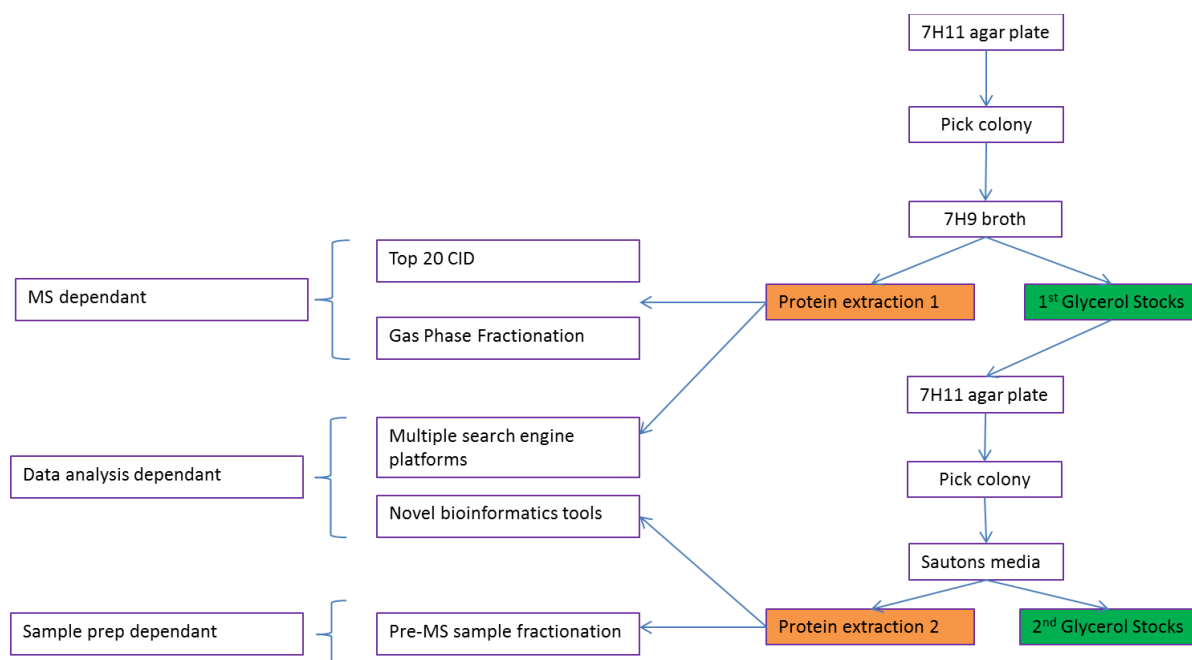 7H11 agar plate
Pick colony
7H9 broth
Top 20 CID
MS dependant
Protein extraction 1
1st Glycerol Stocks
Gas Phase Fractionation
7H11 agar plate
Multiple search engine
platforms
Data analysis dependant
Pick colony
Novel bioinformatics tools
Sautons media
Sample prep dependant
Pre-MS sample fractionation
Protein extraction 2
2nd Glycerol Stocks